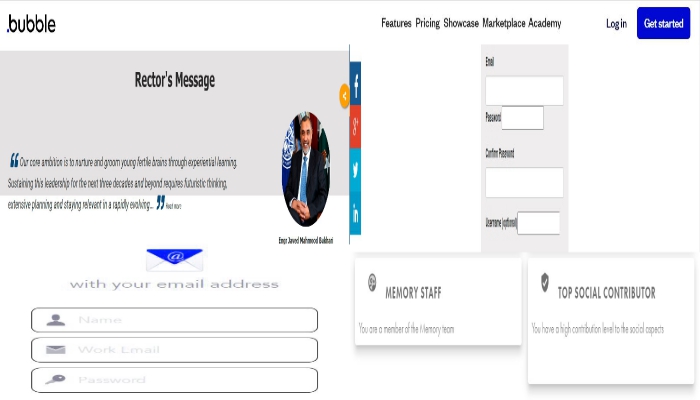 .bubble
Features Pricing Showcase Marketplace Academy
Log in
Get started
Rector's Message
“ Our core ambition is to nurture and groom young fertile brains through experiential learning.
Sustaining this leadership for the next three decades and beyond requires futuristic thinking,
extensive planning and staying relevant in a rapidly evolving... ” Read more
Engr Javed Mahmood Bukhari
Email
Password
Confirm Password
Username (optional)
with your email address
Name
Work Email
Password
MEMORY STAFF
You are a member of the Memory team
TOP SOCIAL CONTRIBUTOR
You have a high contribution level to the social aspects